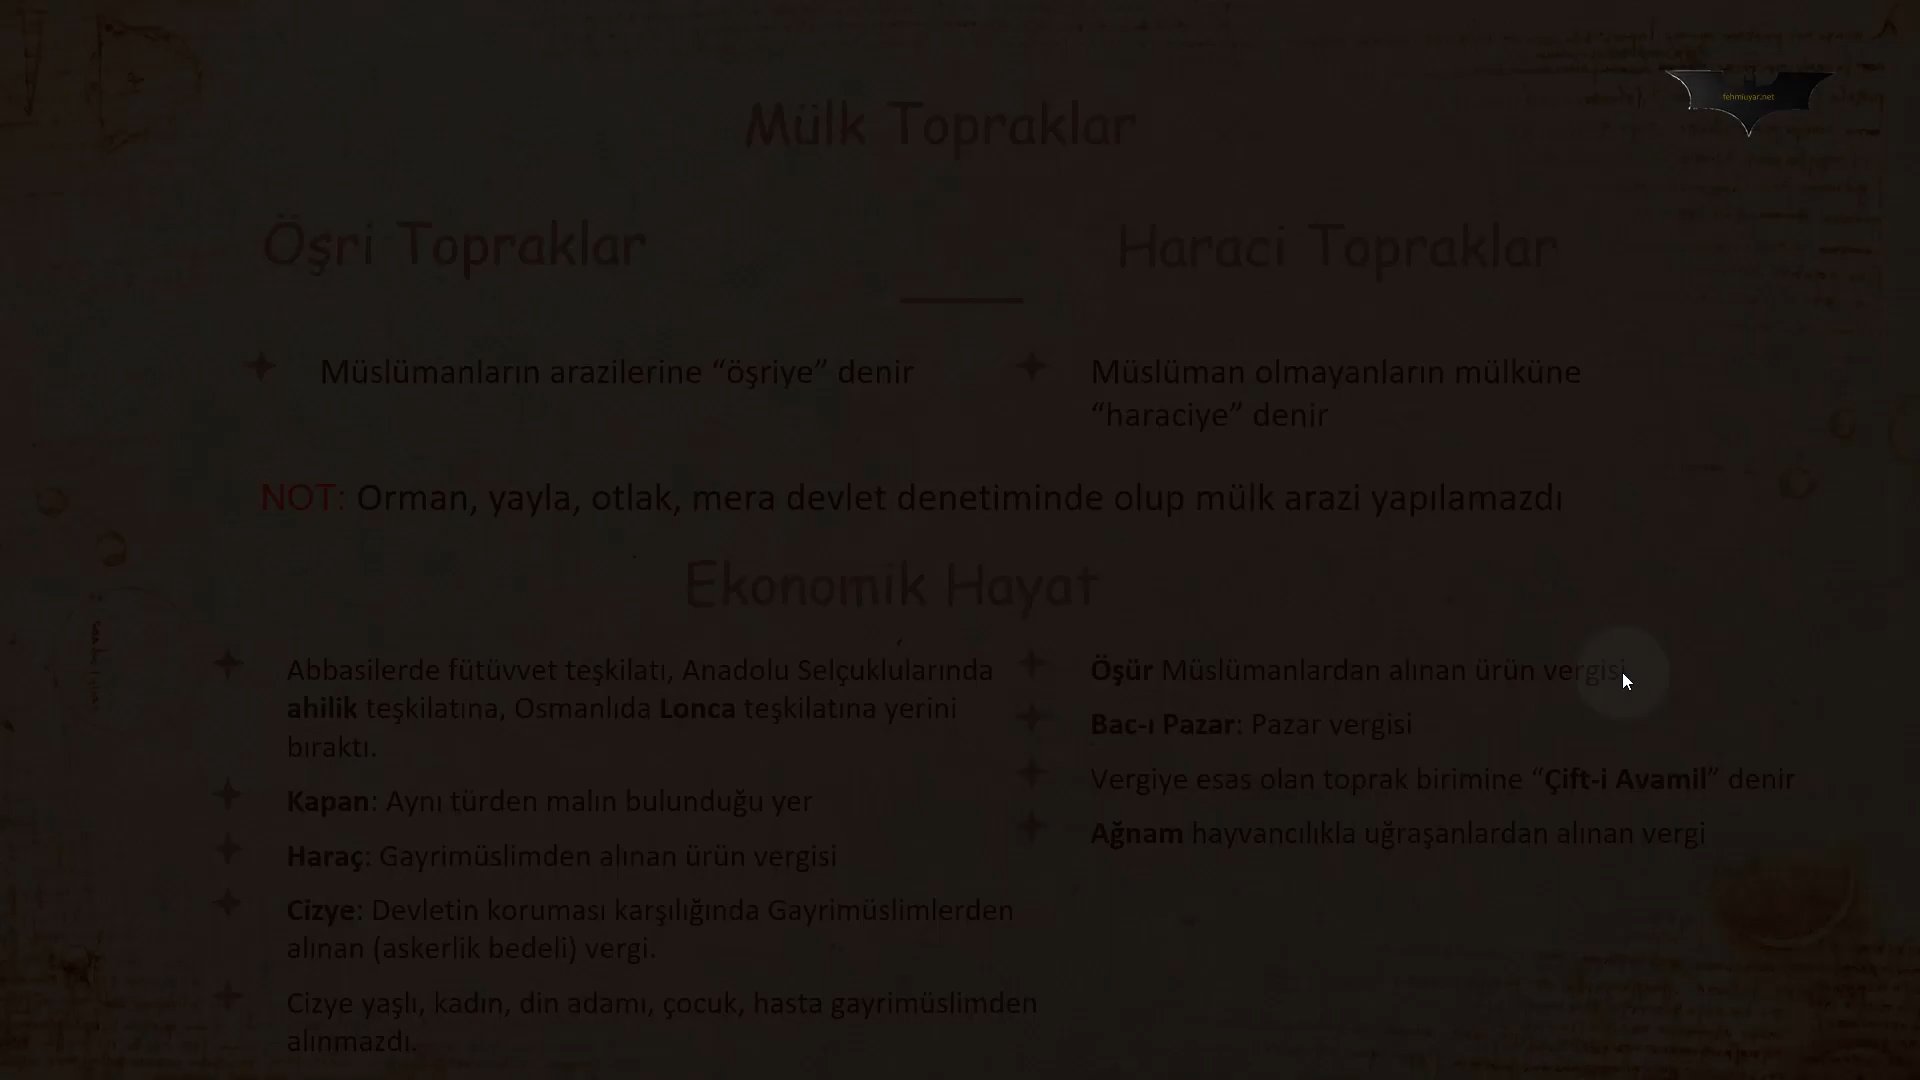 fehmiuyar.net
Mülk Topraklar
Öşri Topraklar
Haraci Topraklar
Müslümanların arazilerine “öşriye” denir
Müslüman olmayanların mülküne
“haraciye” denir
NOT: Orman, yayla, otlak, mera devlet denetiminde olup mülk arazi yapılamazdı
Ekonomik Hayat
Abbasilerde fütüvvet teşkilatı, Anadolu Selçuklularında
ahilik teşkilatına, Osmanlıda Lonca teşkilatına yerini
bıraktı.
Kapan: Aynı türden malın bulunduğu yer
Haraç: Gayrimüslimden alınan ürün vergisi
Cizye: Devletin koruması karşılığında Gayrimüslimlerden
alınan (askerlik bedeli) vergi.
Cizye yaşlı, kadın, din adamı, çocuk, hasta gayrimüslimden
alınmazdı.
Öşür Müslümanlardan alınan ürün vergisi
Bac-ı Pazar: Pazar vergisi
Vergiye esas olan toprak birimine “Çift-i Avamil” denir
Ağnam hayvancılıkla uğraşanlardan alınan vergi